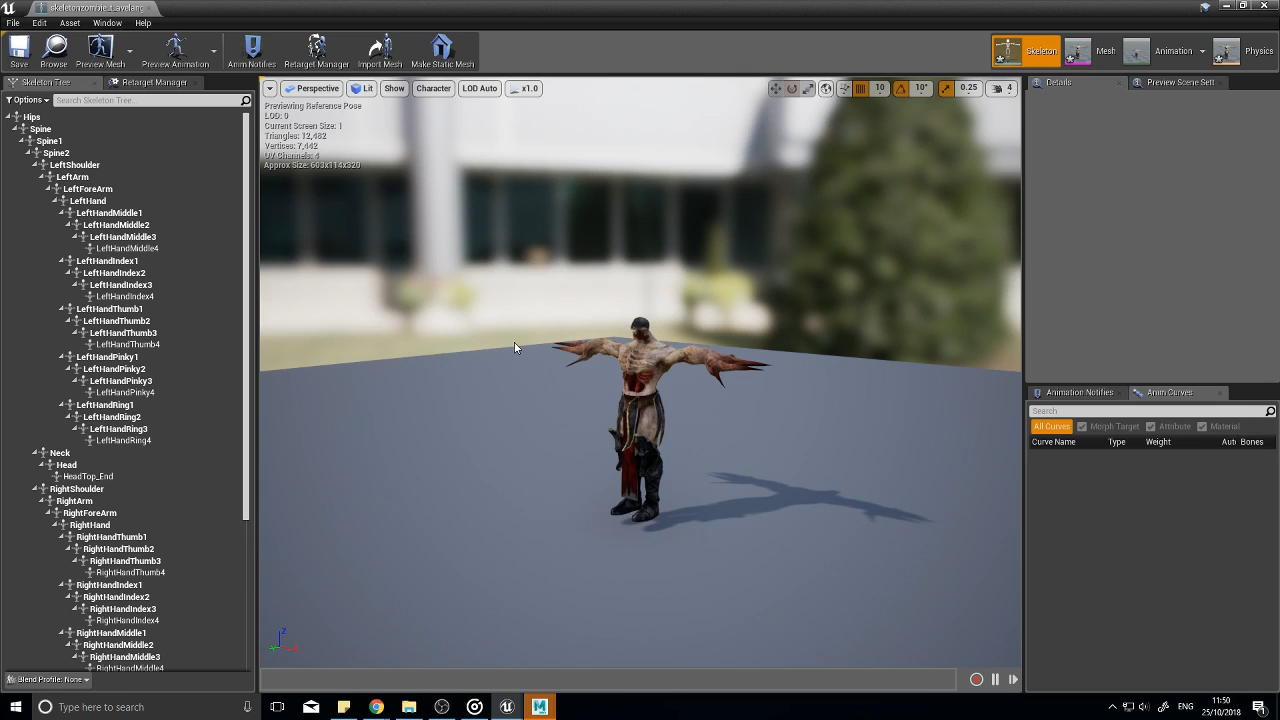 skeletonzombie_t_avelang
File Edit Asset Window Help
Save Browse Preview Mesh Preview Animation Anim Notifies Retarget Manager Import Mesh Make Static Mesh Skeleton Mesh Animation Physics
Skeleton Tree Retarget Manager
Options Search Skeleton Tree...
Hips
Spine
Spine1
Spine2
LeftShoulder
LeftArm
LeftForeArm
LeftHand
LeftHandMiddle1
LeftHandMiddle2
LeftHandMiddle3
LeftHandMiddle4
LeftHandIndex1
LeftHandIndex2
LeftHandIndex3
LeftHandIndex4
LeftHandThumb1
LeftHandThumb2
LeftHandThumb3
LeftHandThumb4
LeftHandPinky1
LeftHandPinky2
LeftHandPinky3
LeftHandPinky4
LeftHandRing1
LeftHandRing2
LeftHandRing3
LeftHandRing4
Neck
Head
HeadTop_End
RightShoulder
RightArm
RightForeArm
RightHand
RightHandThumb1
RightHandThumb2
RightHandThumb3
RightHandThumb4
RightHandIndex1
RightHandIndex2
RightHandIndex3
RightHandIndex4
RightHandMiddle1
RightHandMiddle2
RightHandMiddle3
RightHandMiddle4
Blend Profile: None
Perspective Lit Show Character LOD Auto x1.0 10 10° 0.25 4
Previewing Reference Pose
LOD: 0
Current Screen Size: 1
Triangles: 12,482
Vertices: 7,442
UV Channels: 4
Approx Size: 603x114x320
Z
X
Details Preview Scene Sett
Animation Notifies Anim Curves
Search
All Curves Morph Target Attribute Material
Curve Name Type Weight Aut Bones
Type here to search
ENG
11:50
25/10/2018